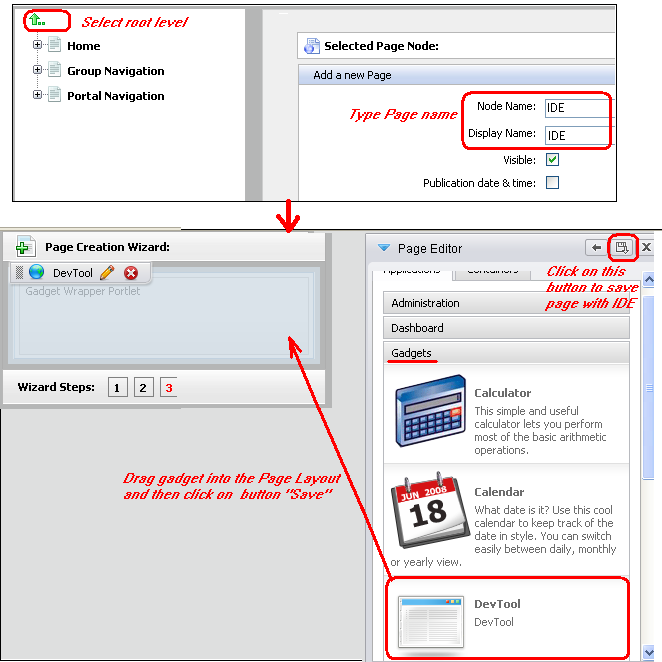 Select root level
Home
Group Navigation
Portal Navigation
Selected Page Node:
Add a new Page
Type Page name
Node Name: IDE
Display Name: IDE
Visible:
Publication date & time:
Page Creation Wizard:
DevTool
Gadget Wrapper Portlet
Wizard Steps: 1 2 3
Drag gadget into the Page Layout
and then click on button "Save"
Page Editor
Applications Containers
Click on this
button to save
page with IDE
Administration
Dashboard
Gadgets
Calculator
This simple and useful
calculator lets you perform
most of the basic arithmetic
operations.
JUN 2008
18
Calendar
What date is it? Use this cool
calendar to keep track of the
date in style. You can switch
easily between daily, monthly
or yearly view.
DevTool
DevTool